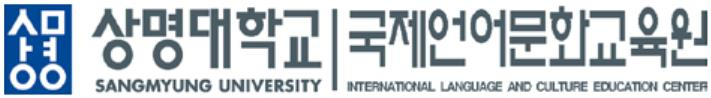 상명
상명대학교
SANGMYUNG UNIVERSITY
국제언어문화교육원
INTERNATIONAL LANGUAGE AND CULTURE EDUCATION CENTER